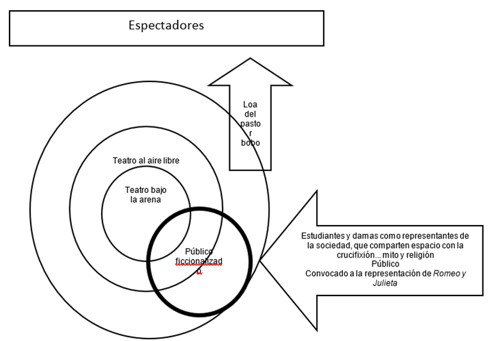 Espectadores
Loa
del
pasto
r
bobo
Teatro al aire libre
Teatro bajo
la arena
Público
ficcionalizad
o
Estudiantes y damas como representantes de
la sociedad, que comparten espacio con la
crucifixión... mito y religión
Público
Convocado a la representación de Romeo y
Julieta